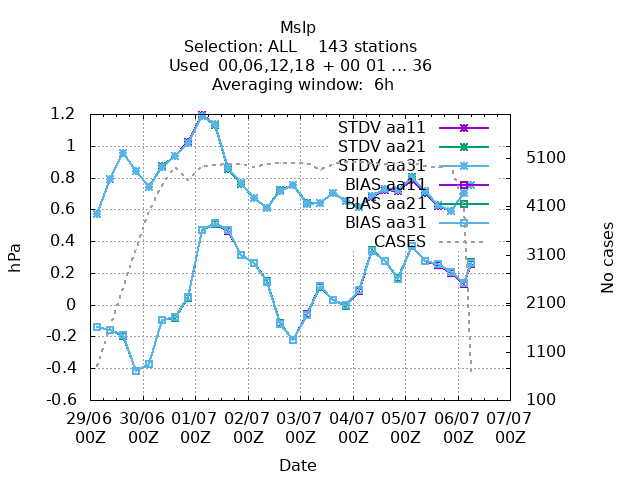 Mslp
Selection: ALL 143 stations
Used 00,06,12,18 + 00 01 ... 36
Averaging window: 6h
1.2
1
0.8
0.6
0.4
0.2
0
-0.2
-0.4
-0.6
hPa
STDV aa11
STDV aa21
STDV aa31
BIAS aa11
BIAS aa21
BIAS aa31
CASES
5100
4100
3100
2100
1100
100
No cases
29/06 30/06 01/07 02/07 03/07 04/07 05/07 06/07 07/07
00Z 00Z 00Z 00Z 00Z 00Z 00Z 00Z 00Z
Date